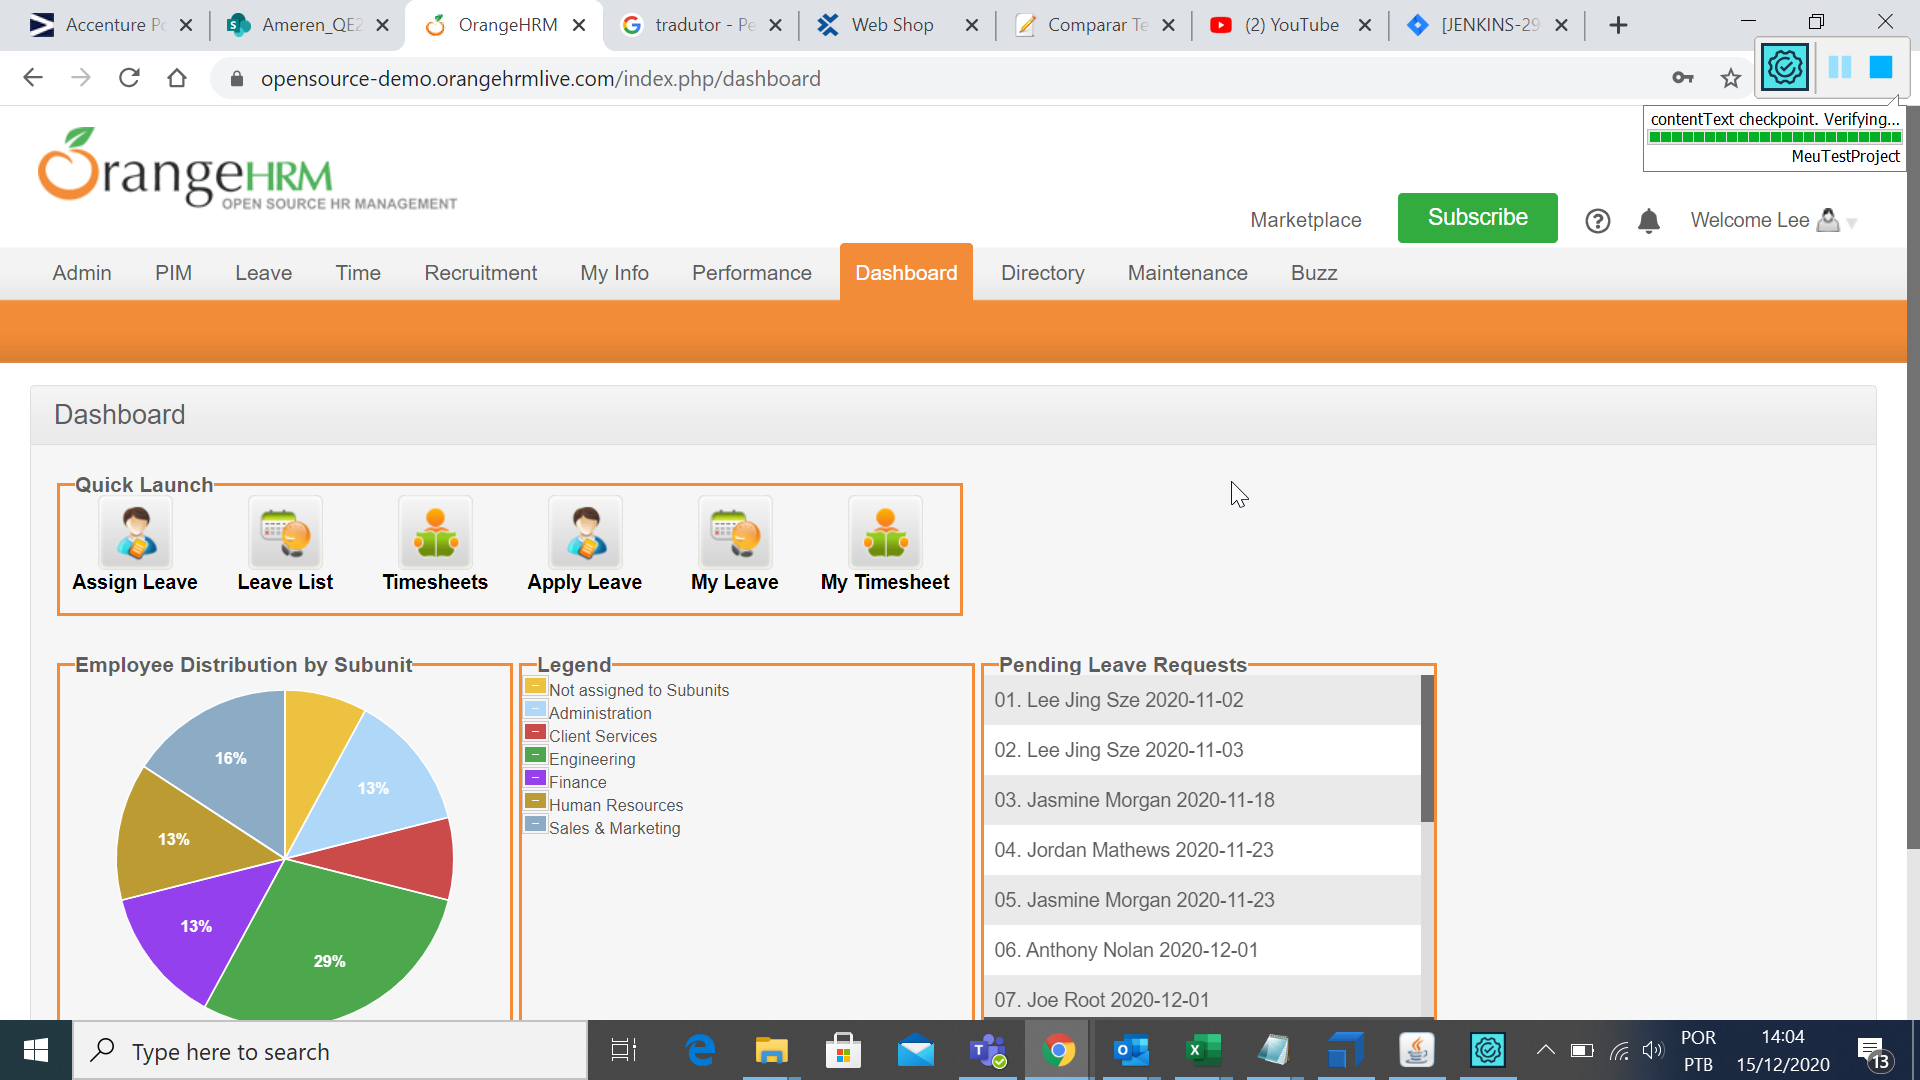 Accenture Po
Ameren_QE2
OrangeHRM
tradutor - Pe
Web Shop
Comparar Te
(2) YouTube
[JENKINS-29
opensource-demo.orangehrmlive.com/index.php/dashboard
contentText checkpoint. Verifying...
MeuTestProject
OrangeHRM
OPEN SOURCE HR MANAGEMENT
Marketplace
Subscribe
Welcome Lee
Admin
PIM
Leave
Time
Recruitment
My Info
Performance
Dashboard
Directory
Maintenance
Buzz
Dashboard
Quick Launch
Assign Leave
Leave List
Timesheets
Apply Leave
My Leave
My Timesheet
Employee Distribution by Subunit
16%
13%
13%
13%
29%
Legend
Not assigned to Subunits
Administration
Client Services
Engineering
Finance
Human Resources
Sales & Marketing
Pending Leave Requests
01. Lee Jing Sze 2020-11-02
02. Lee Jing Sze 2020-11-03
03. Jasmine Morgan 2020-11-18
04. Jordan Mathews 2020-11-23
05. Jasmine Morgan 2020-11-23
06. Anthony Nolan 2020-12-01
07. Joe Root 2020-12-01
Type here to search
POR
PTB
14:04
15/12/2020
13